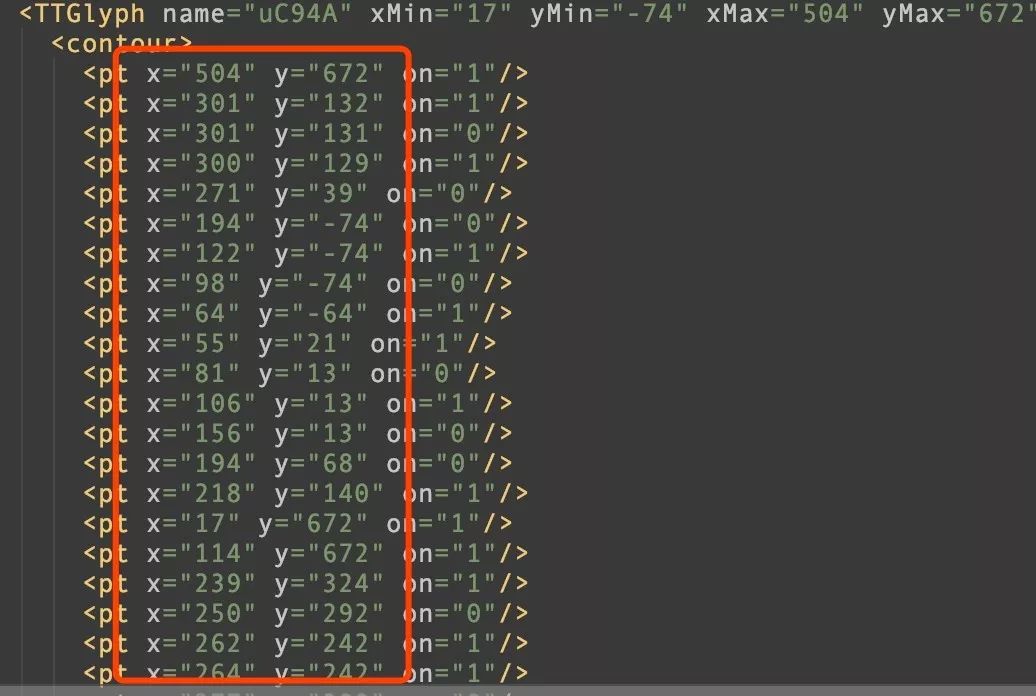 <TTGlyph name="uC94A" xMin="17" yMin="-74" xMax="504" yMax="672"
<contour>
<pt x="504" y="672" on="1"/>
<pt x="301" y="132" on="1"/>
<pt x="301" y="131" on="0"/>
<pt x="300" y="129" on="1"/>
<pt x="271" y="39" on="0"/>
<pt x="194" y="-74" on="0"/>
<pt x="122" y="-74" on="1"/>
<pt x="98" y="-74" on="0"/>
<pt x="64" y="-64" on="1"/>
<pt x="55" y="21" on="1"/>
<pt x="81" y="13" on="0"/>
<pt x="106" y="13" on="1"/>
<pt x="156" y="13" on="0"/>
<pt x="194" y="68" on="0"/>
<pt x="218" y="140" on="1"/>
<pt x="17" y="672" on="1"/>
<pt x="114" y="672" on="1"/>
<pt x="239" y="324" on="1"/>
<pt x="250" y="292" on="0"/>
<pt x="262" y="242" on="1"/>
<pt x="264" y="242" on="1"/>